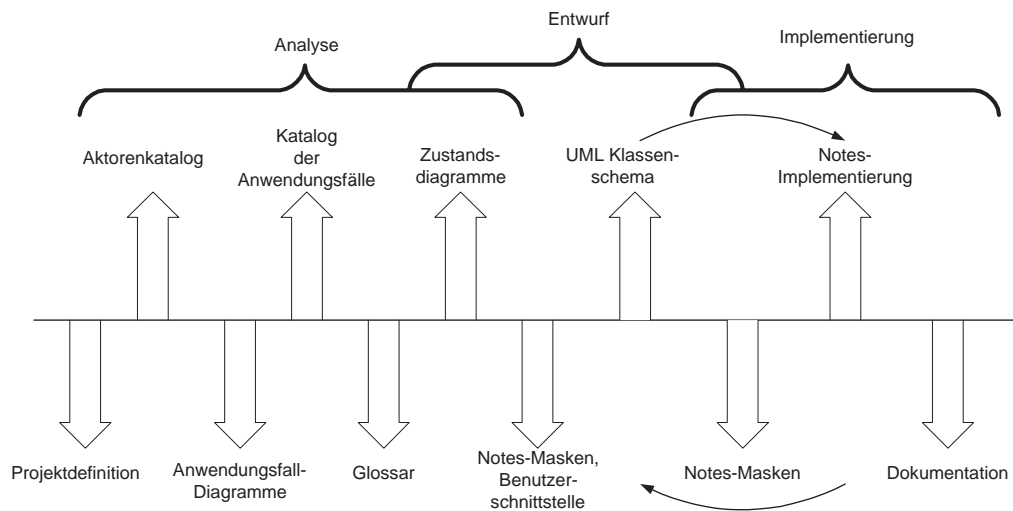 Entwurf
Analyse
Implementierung
Aktorenkatalog
Katalog
der
Anwendungsfälle
Zustands-
diagramme
UML Klassen-
schema
Notes-
Implementierung
Projektdefinition
Anwendungsfall-
Diagramme
Glossar
Notes-Masken,
Benutzer-
schnittstelle
Notes-Masken
Dokumentation